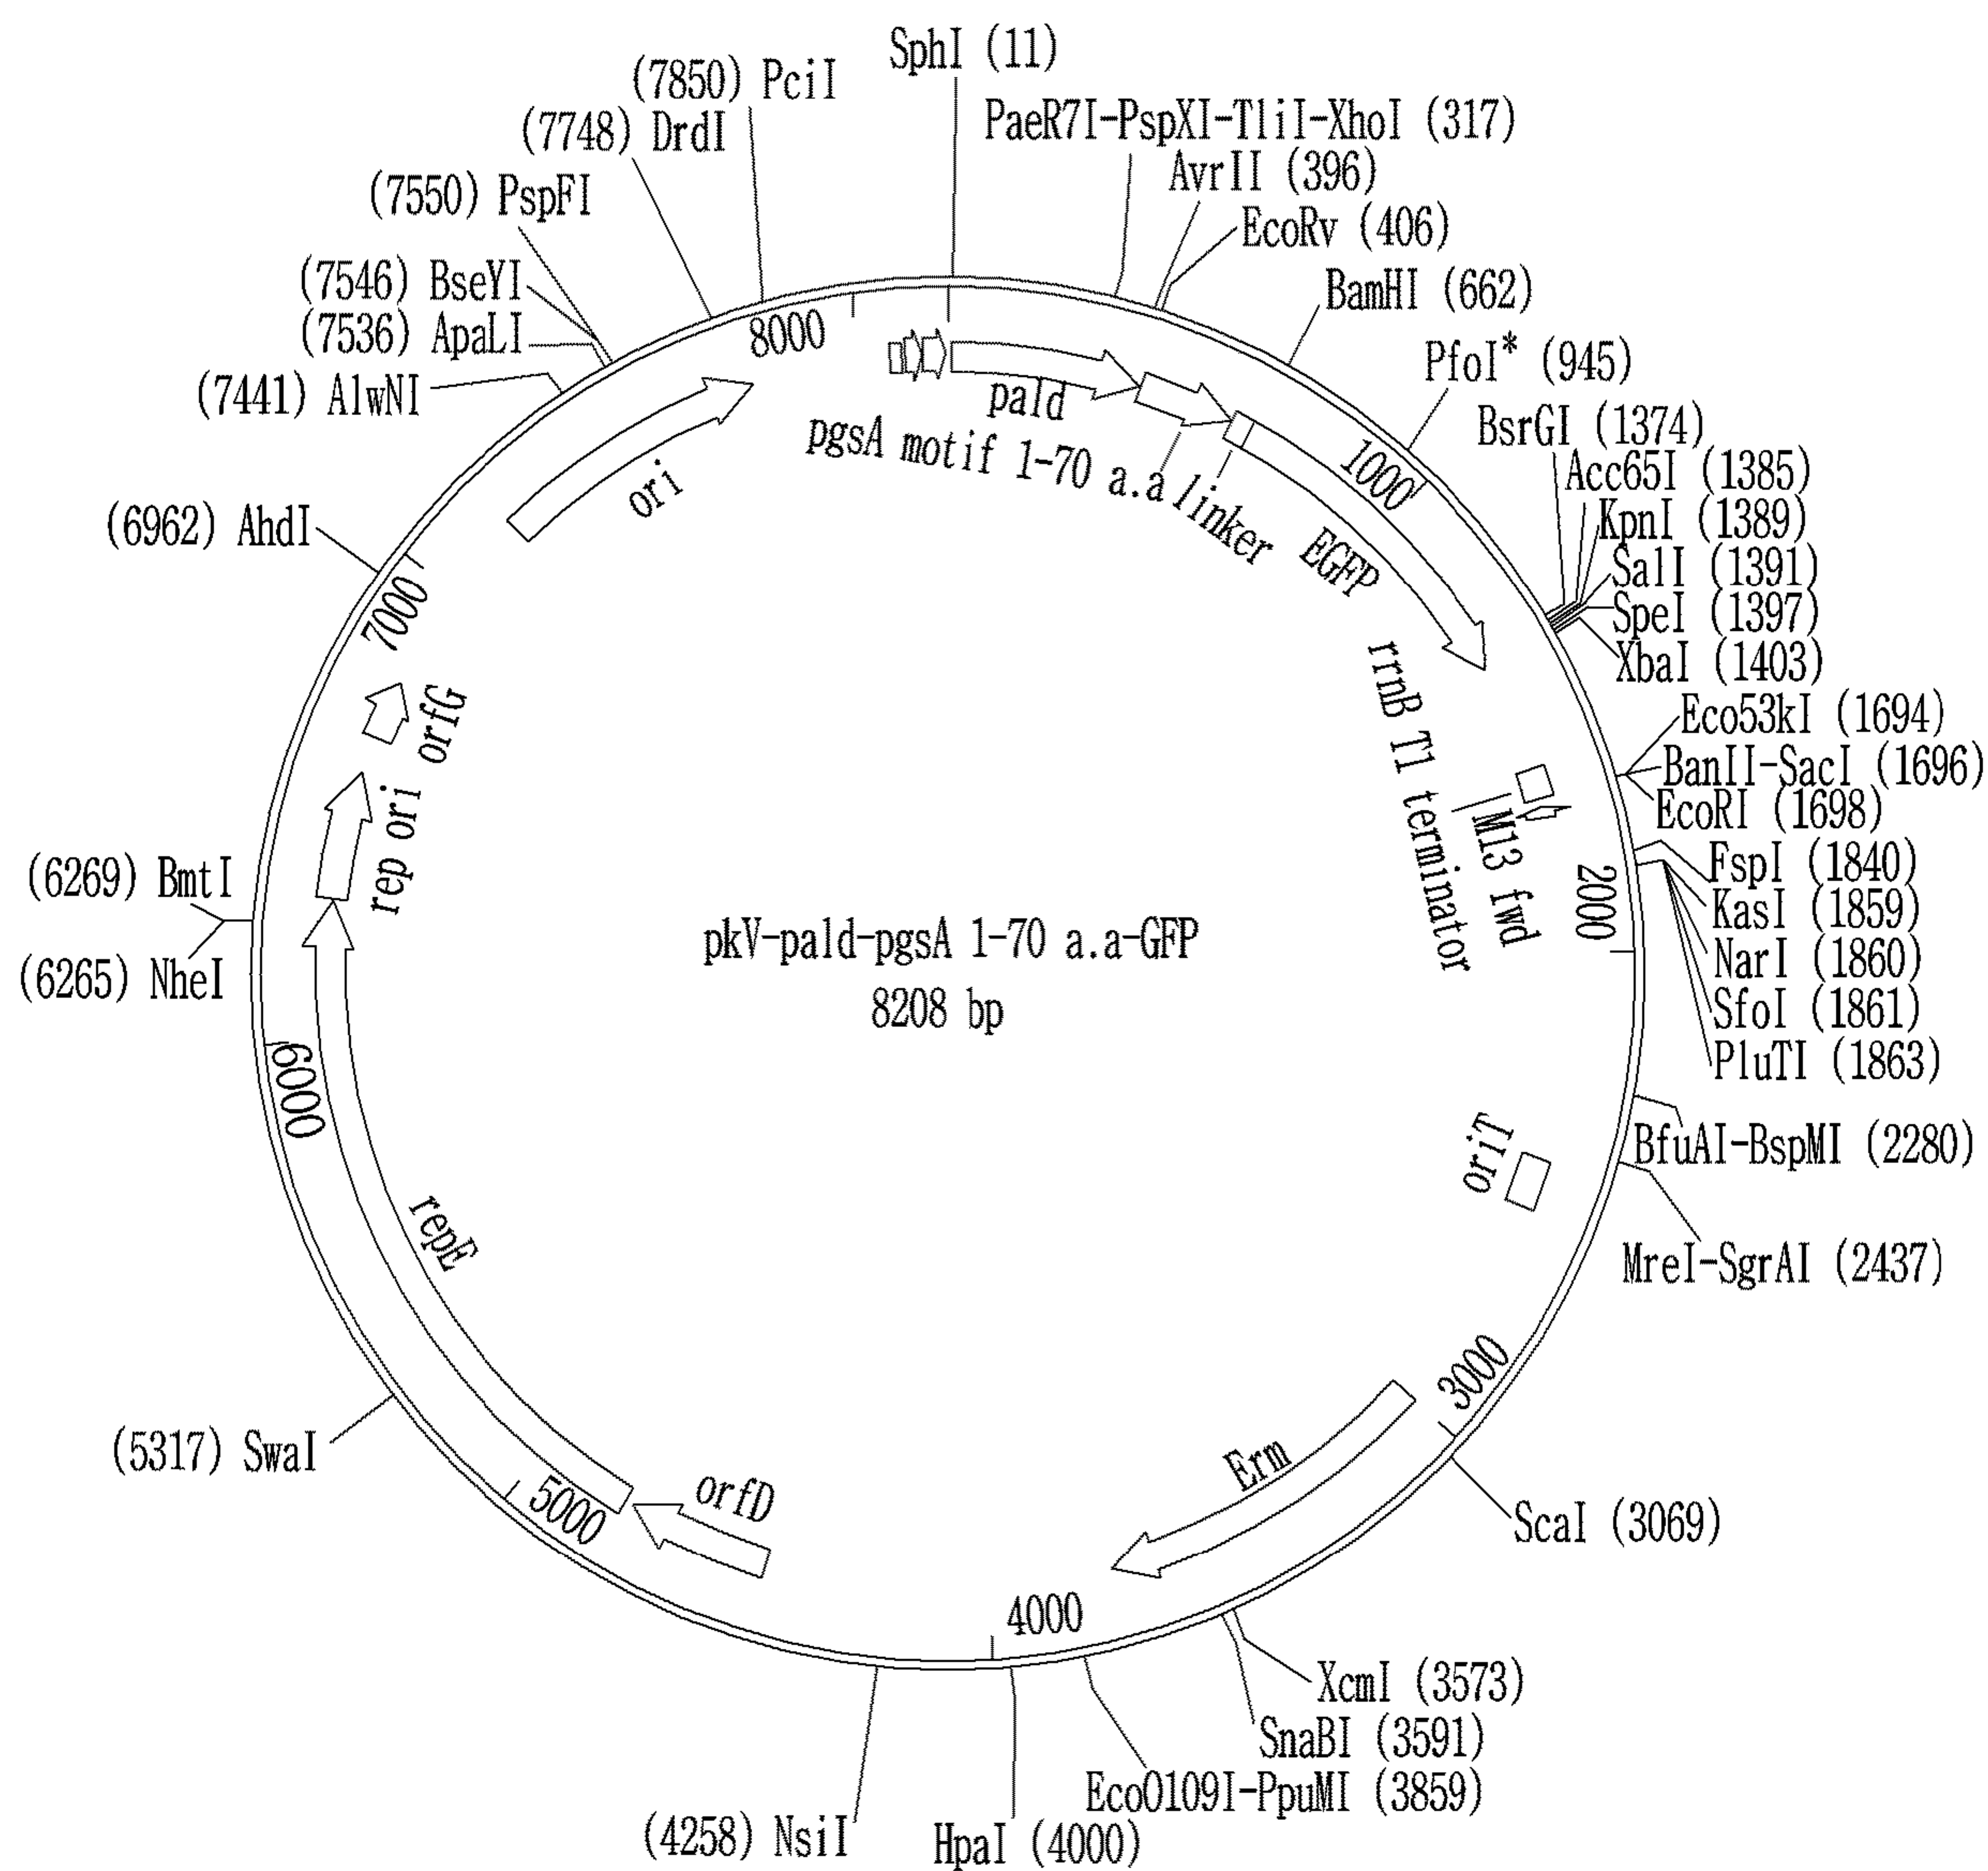 SphI (11)
(7850) PciI
PaeR7I-PspXI-TliI-XhoI (317)
(7748) DrdI
AvrII (396)
(7550) PspFI
EcoRv (406)
(7546) BseYI
BamHI (662)
(7536) ApaLI
PfoI* (945)
(7441) AlwNI
BsrGI (1374)
Acc65I (1385)
KpnI (1389)
(6962) AhdI
SalI (1391)
SpeI (1397)
XbaI (1403)
Eco53kI (1694)
BanII-SacI (1696)
EcoRI (1698)
FspI (1840)
(6269) BmtI
KasI (1859)
NarI (1860)
(6265) NheI
SfoI (1861)
PluTI (1863)
BfuAI-BspMI (2280)
MreI-SgrAI (2437)
(5317) SwaI
ScaI (3069)
XcmI (3573)
SnaBI (3591)
EcoO109I-PpuMI (3859)
(4258) NsiI
HpaI (4000)
8000
pald
pgsA motif 1-70 a.a
linker
1000
EGFP
ori
7000
orfG
rep ori
rrnB T1 terminator
M13 fwd
2000
pkV-pald-pgsA 1-70 a.a-GFP
8208 bp
6000
oriT
repE
3000
Erm
orfD
5000
4000